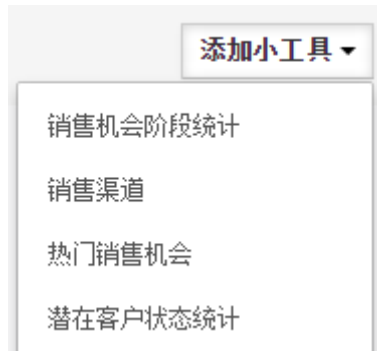 添加小工具
销售机会阶段统计
销售渠道
热门销售机会
潜在客户状态统计